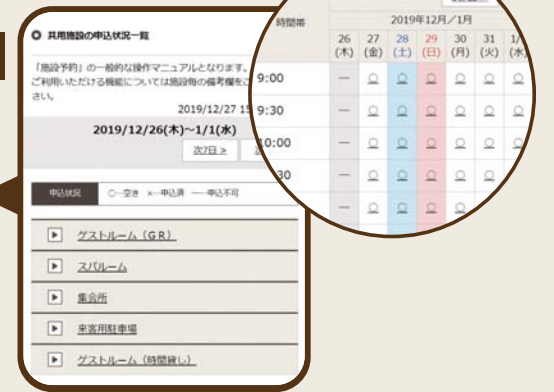 共用施設の申込状況一覧
「施設予約」の一般的な操作マニュアルとなります。
ご利用いただける機能については施設毎の備考欄をご
さい。
2019/12/27 15
2019/12/26(木)~1/1(水)
次7日 >
申込状況 ○…空き ×…申込済 ―…申込不可
ゲストルーム（GR）
スパルーム
集会所
来客用駐車場
ゲストルーム（時間貸し）
時間帯 2019年12月／1月
26 27 28 29 30 31 1/
(木) (金) (土) (日) (月) (火) (水
9:00 ― ○ ○ ○ ○ ○ ○
9:30 ― ○ ○ ○ ○ ○ ○
0:00 ― ○ ○ ○ ○ ○ ○
30 ― ○ ○ ○ ○ ○
― ○ ○ ○ ○
― ○ ○ ○